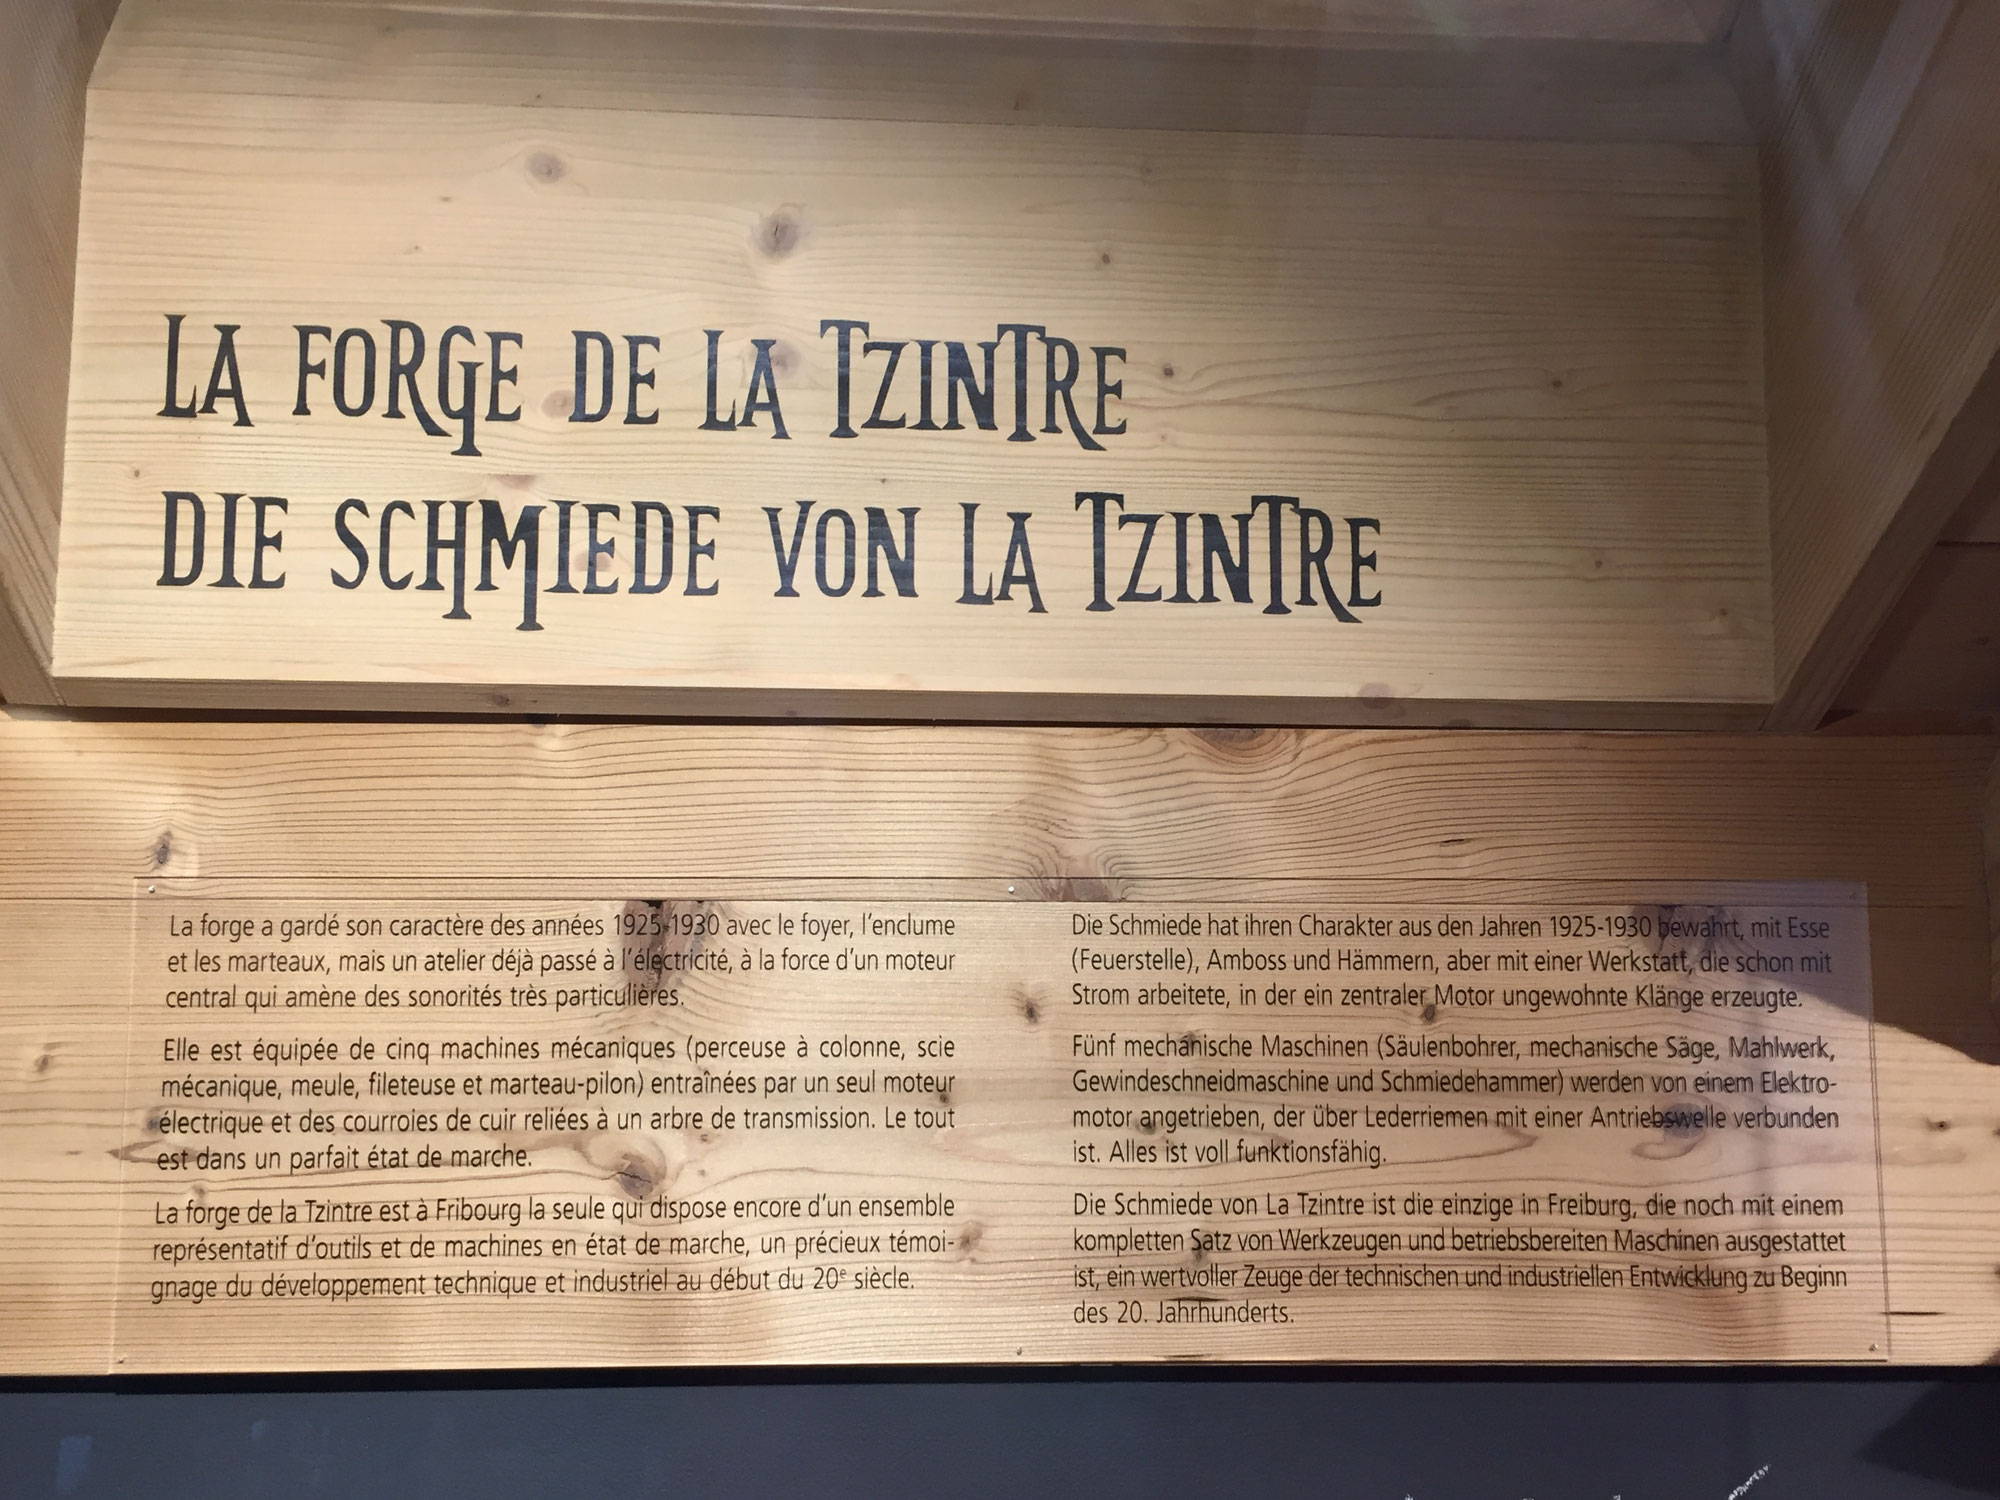 LA FORGE DE LA TZINTRE
DIE SCHMIEDE VON LA TZINTRE
La forge a gardé son caractère des années 1925-1930 avec le foyer, l'enclume
et les marteaux, mais un atelier déjà passé à l'électricité, à la force d'un moteur
central qui amène des sonorités très particulières.
Elle est équipée de cinq machines mécaniques (perceuse à colonne, scie
mécanique, meule, fileteuse et marteau-pilon) entraînées par un seul moteur
électrique et des courroies de cuir reliées à un arbre de transmission. Le tout
est dans un parfait état de marche.
La forge de la Tzintre est à Fribourg la seule qui dispose encore d'un ensemble
représentatif d'outils et de machines en état de marche, un précieux témoi-
gnage du développement technique et industriel au début du 20e siècle.
Die Schmiede hat ihren Charakter aus den Jahren 1925-1930 bewahrt, mit Esse
(Feuerstelle), Amboss und Hämmern, aber mit einer Werkstatt, die schon mit
Strom arbeitete, in der ein zentraler Motor ungewohnte Klänge erzeugte.
Fünf mechanische Maschinen (Säulenbohrer, mechanische Säge, Mahlwerk,
Gewindeschneidmaschine und Schmiedehammer) werden von einem Elektro-
motor angetrieben, der über Lederriemen mit einer Antriebswelle verbunden
ist. Alles ist voll funktionsfähig.
Die Schmiede von La Tzintre ist die einzige in Freiburg, die noch mit einem
kompletten Satz von Werkzeugen und betriebsbereiten Maschinen ausgestattet
ist, ein wertvoller Zeuge der technischen und industriellen Entwicklung zu Beginn
des 20. Jahrhunderts.